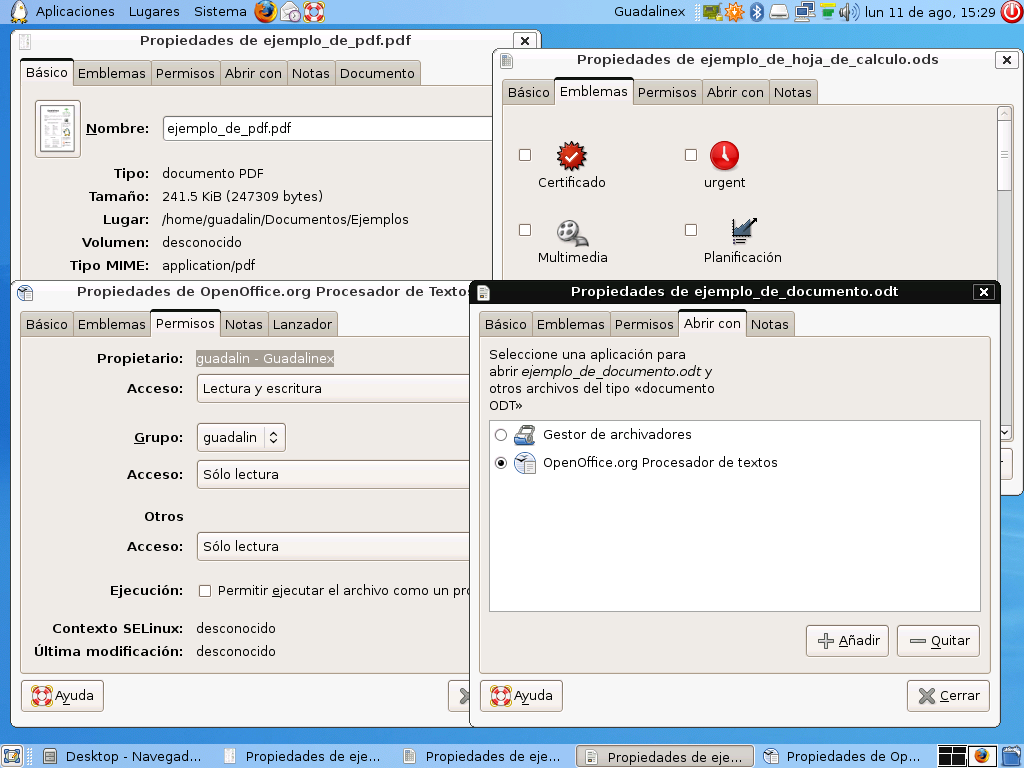 Aplicaciones Lugares Sistema Guadalinex lun 11 de ago, 15:29
Propiedades de ejemplo_de_pdf.pdf
Básico Emblemas Permisos Abrir con Notas Documento
Nombre: ejemplo_de_pdf.pdf
Tipo: documento PDF
Tamaño: 241.5 KiB (247309 bytes)
Lugar: /home/guadalin/Documentos/Ejemplos
Volumen: desconocido
Tipo MIME: application/pdf
Propiedades de ejemplo_de_hoja_de_calculo.ods
Básico Emblemas Permisos Abrir con Notas
Certificado urgent
Multimedia Planificación
Propiedades de OpenOffice.org Procesador de Textos
Básico Emblemas Permisos Notas Lanzador
Propietario: guadalin - Guadalinex
Acceso: Lectura y escritura
Grupo: guadalin
Acceso: Sólo lectura
Otros
Acceso: Sólo lectura
Ejecución: Permitir ejecutar el archivo como un pro
Contexto SELinux: desconocido
Última modificación: desconocido
Ayuda
Propiedades de ejemplo_de_documento.odt
Básico Emblemas Permisos Abrir con Notas
Seleccione una aplicación para
abrir ejemplo_de_documento.odt y
otros archivos del tipo «documento
ODT»
Gestor de archivadores
OpenOffice.org Procesador de textos
Añadir Quitar
Ayuda Cerrar
Desktop - Navegad... Propiedades de eje... Propiedades de eje... Propiedades de eje... Propiedades de Op...